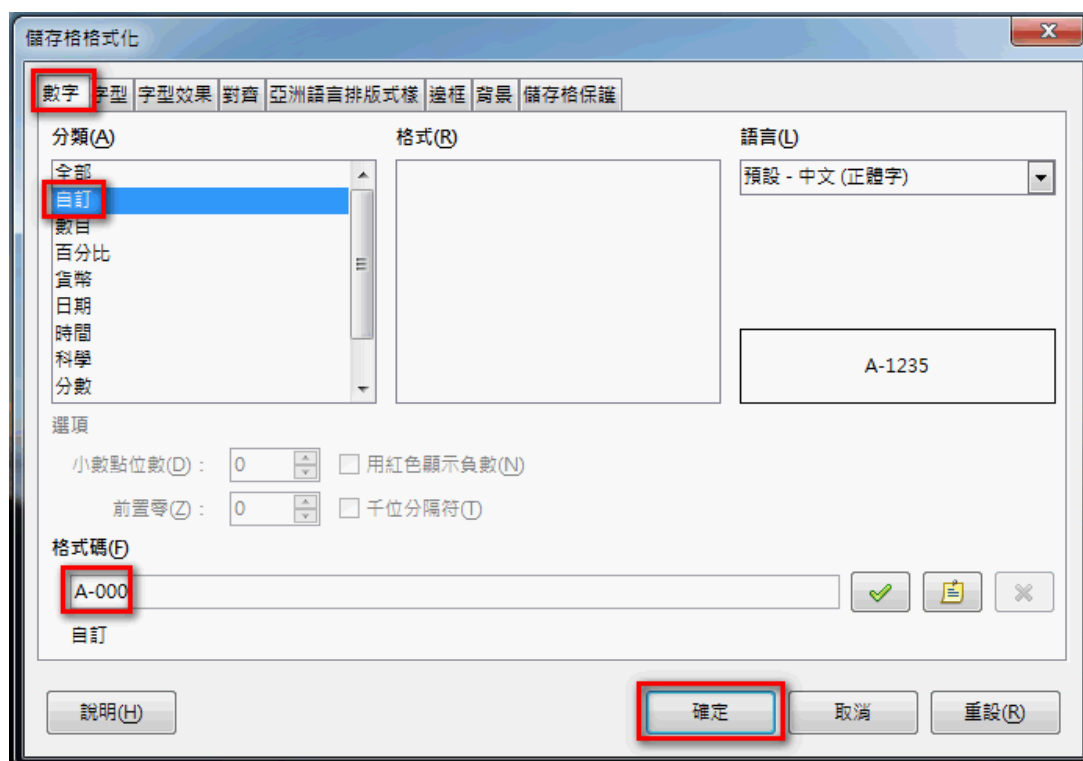 儲存格格式化
數字 字型 字型效果 對齊 亞洲語言排版式樣 邊框 背景 儲存格保護
分類(A)
全部
自訂
數目
百分比
貨幣
日期
時間
科學
分數
格式(R)
語言(L)
預設 - 中文 (正體字)
A-1235
選項
小數點位數(D)： 0
用紅色顯示負數(N)
前置零(Z)： 0
千位分隔符(T)
格式碼(F)
A-000
自訂
說明(H) 確定 取消 重設(R)